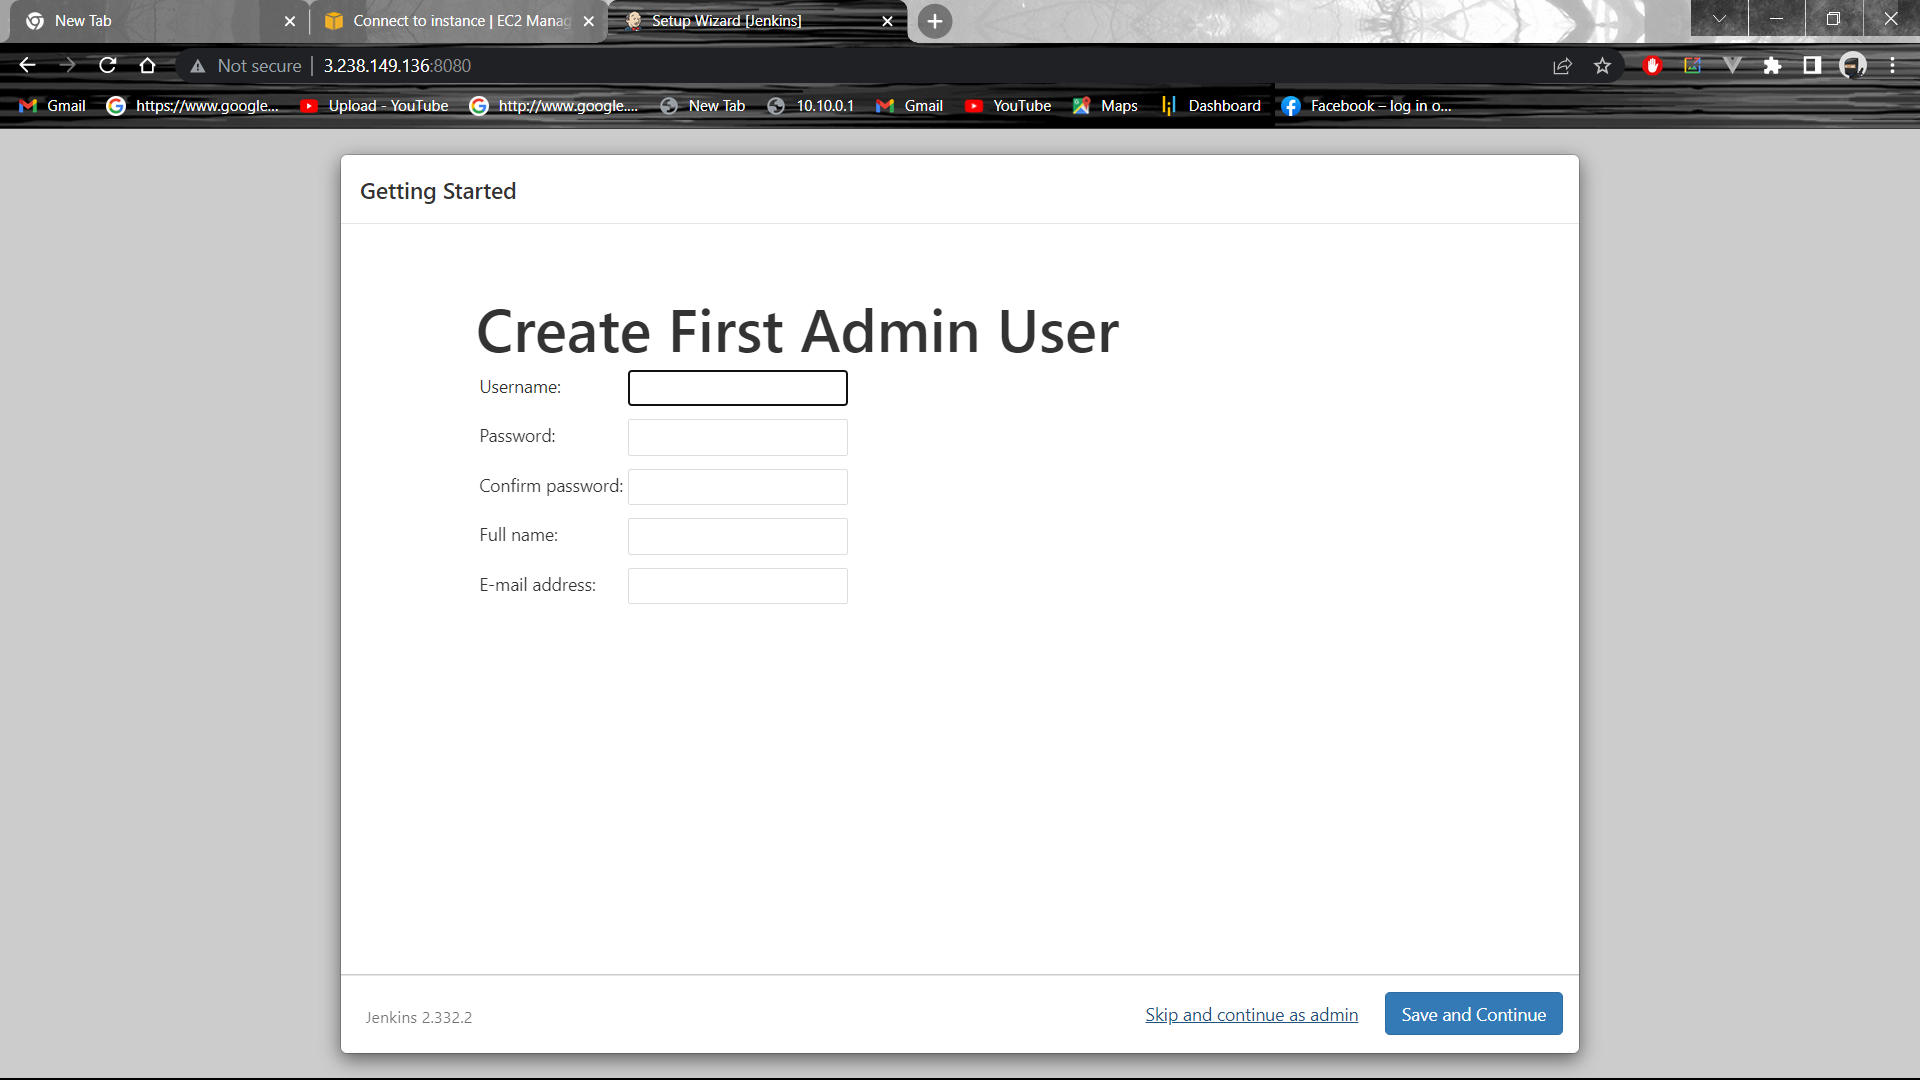 New Tab
Connect to instance | EC2 Manag
Setup Wizard [Jenkins]
Not secure
3.238.149.136:8080
Gmail
https://www.google...
Upload - YouTube
http://www.google....
New Tab
10.10.0.1
Gmail
YouTube
Maps
Dashboard
Facebook – log in o...
Getting Started
Create First Admin User
Username:
Password:
Confirm password:
Full name:
E-mail address:
Jenkins 2.332.2
Skip and continue as admin
Save and Continue